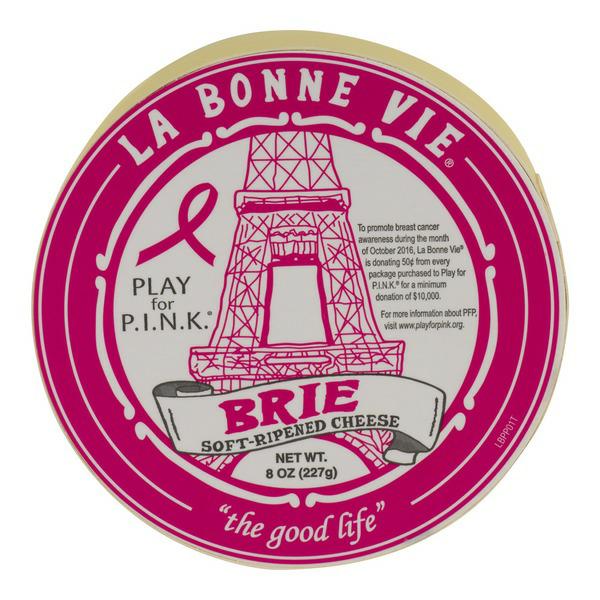 LA BONNE VIE®
To promote breast cancer
awareness during the month
of October 2016, La Bonne Vie®
is donating 50¢ from every
package purchased to Play for
P.I.N.K.® for a minimum
donation of $10,000.
For more information about PFP,
visit www.playforpink.org.
PLAY
for
P.I.N.K.®
BRIE
SOFT-RIPENED CHEESE
NET WT.
8 OZ (227g)
LBPP01T
"the good life"